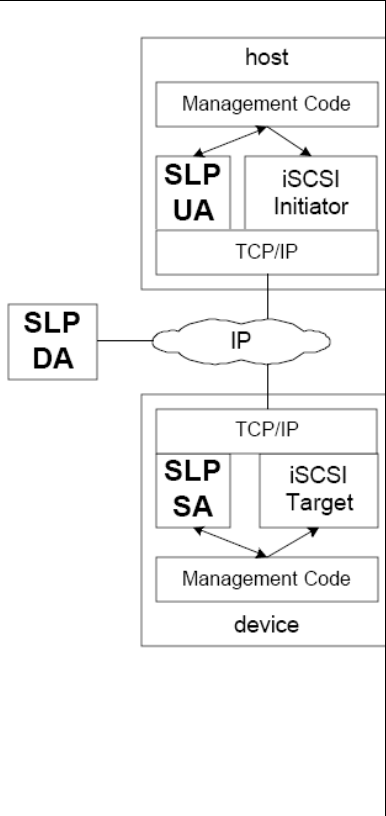 host
Management Code
SLP
UA
iSCSI
Initiator
TCP/IP
SLP
DA
IP
TCP/IP
SLP
SA
iSCSI
Target
Management Code
device